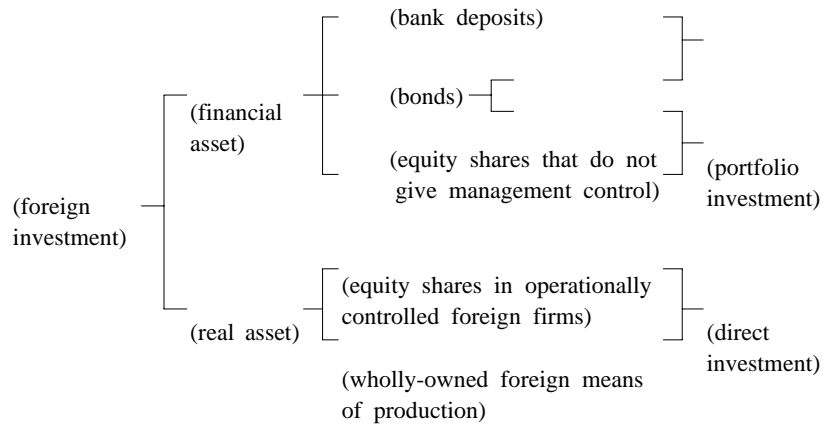 (bank deposits)
(bonds)
(financial
asset)
(equity shares that do not
give management control)
(portfolio
investment)
(foreign
investment)
(equity shares in operationally
controlled foreign firms)
(real asset)
(direct
investment)
(wholly-owned foreign means
of production)